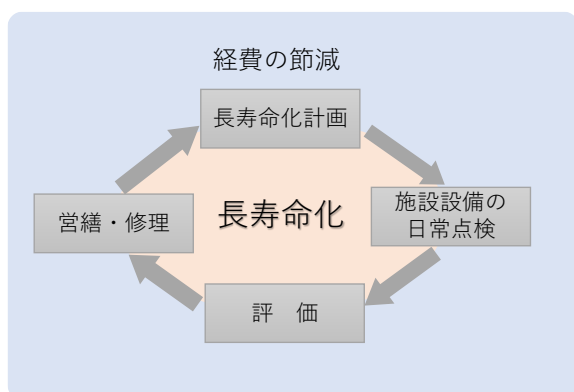 経費の節減
長寿命化計画
施設設備の
日常点検
長寿命化
営繕・修理
評　価